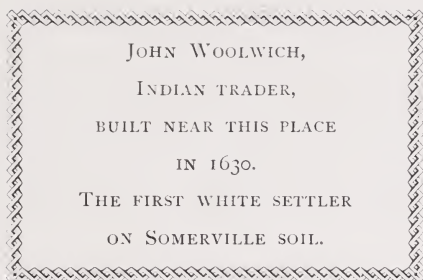 John Woolwich,
Indian trader,
built near this place
in 1630.
The first white settler
on Somerville soil.